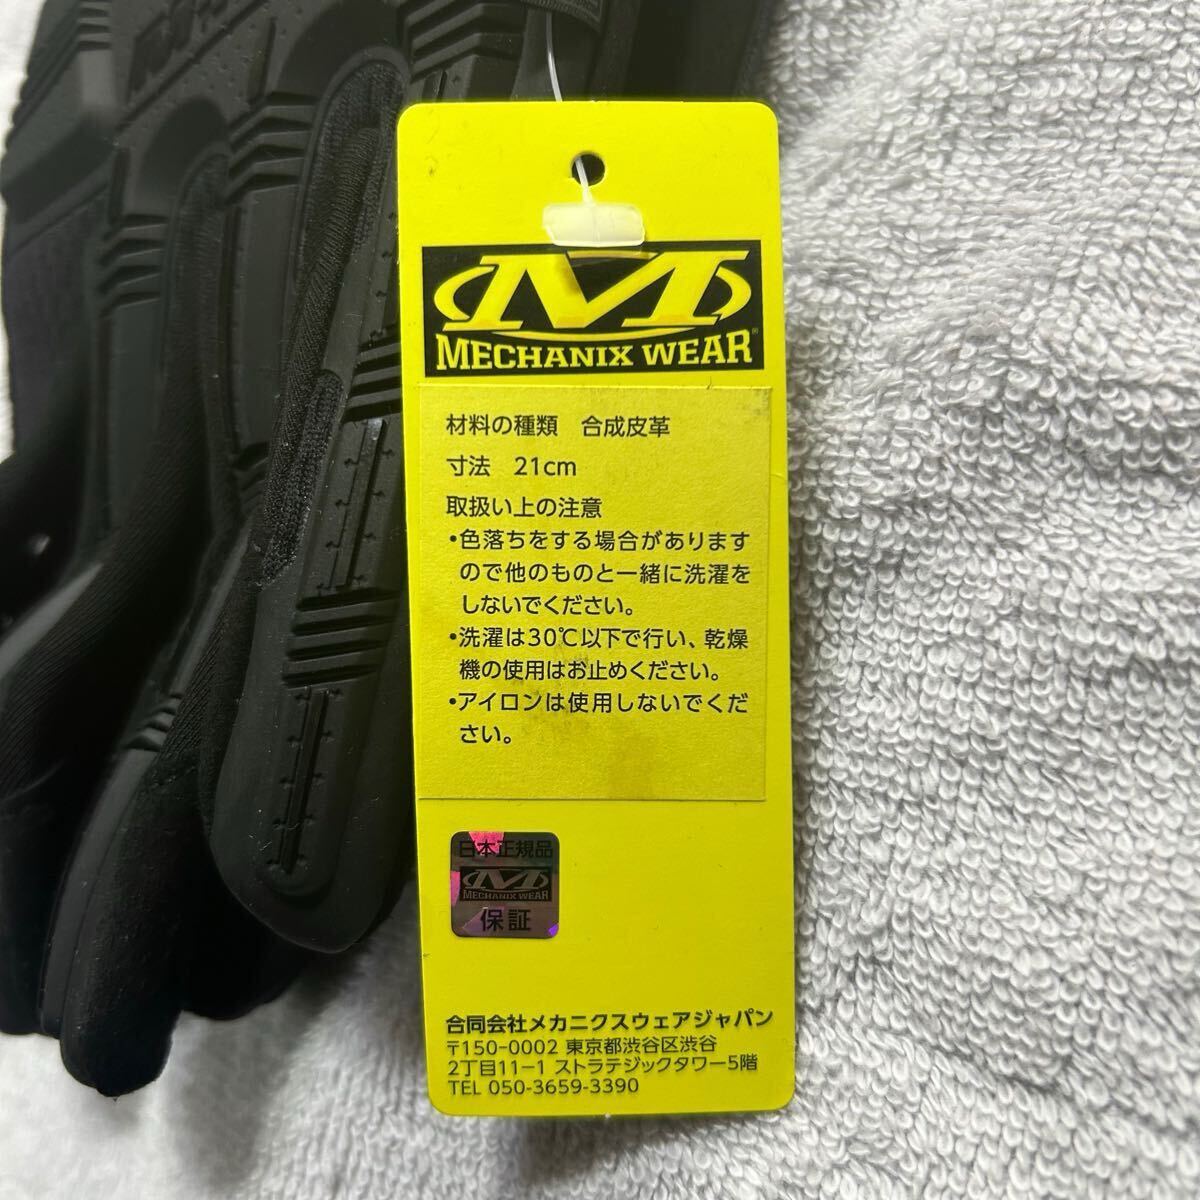 MECHANIX WEAR®
材料の種類　合成皮革
寸法　21cm
取扱い上の注意
・色落ちをする場合があります
ので他のものと一緒に洗濯を
しないでください。
・洗濯は30℃以下で行い、乾燥
機の使用はお止めください。
・アイロンは使用しないでくだ
さい。
日本正規品
MECHANIX WEAR
保証
合同会社メカニクスウェアジャパン
〒150-0002 東京都渋谷区渋谷
2丁目11-1 ストラテジックタワー5階
TEL 050-3659-3390